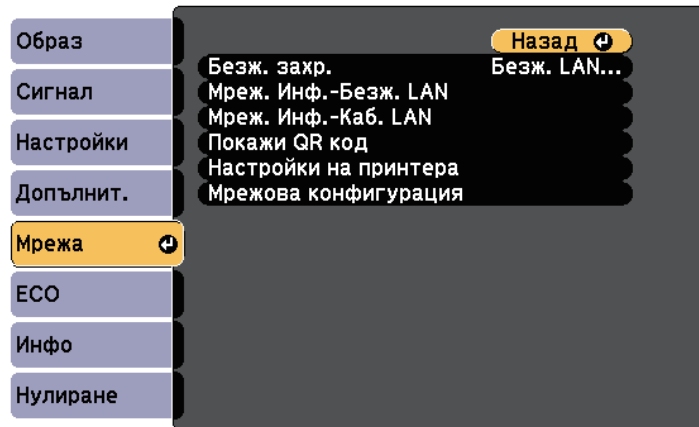 Образ
Сигнал
Настройки
Допълнит.
Мрежа
ECO
Инфо
Нулиране
Назад
Безж. захр. Безж. LAN...
Мреж. Инф.-Безж. LAN
Мреж. Инф.-Каб. LAN
Покажи QR код
Настройки на принтера
Мрежова конфигурация